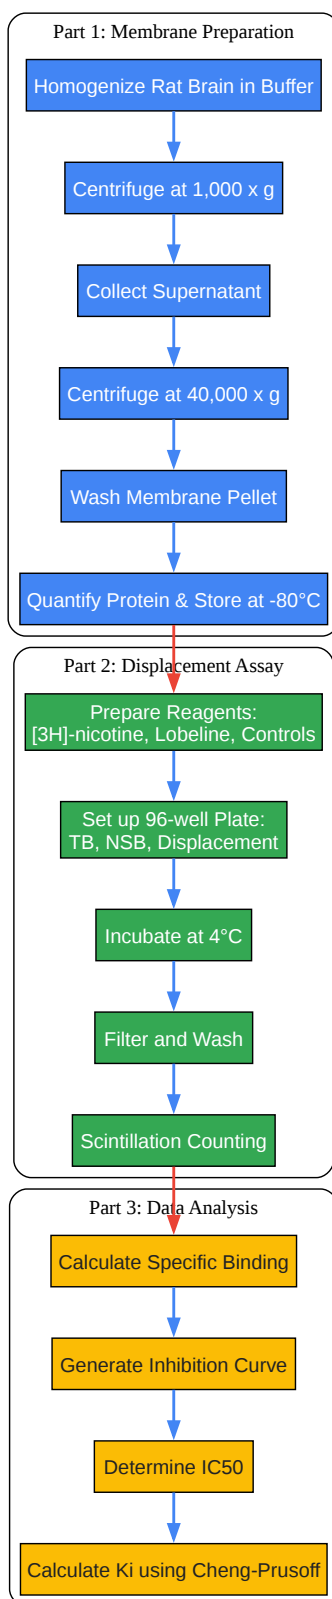 Part 1: Membrane Preparation
Homogenize Rat Brain in Buffer
Centrifuge at 1,000 x g
Collect Supernatant
Centrifuge at 40,000 x g
Wash Membrane Pellet
Quantify Protein & Store at -80°C
Part 2: Displacement Assay
Prepare Reagents:
[3H]-nicotine, Lobeline, Controls
Set up 96-well Plate:
TB, NSB, Displacement
Incubate at 4°C
Filter and Wash
Scintillation Counting
Part 3: Data Analysis
Calculate Specific Binding
Generate Inhibition Curve
Determine IC50
Calculate Ki using Cheng-Prusoff